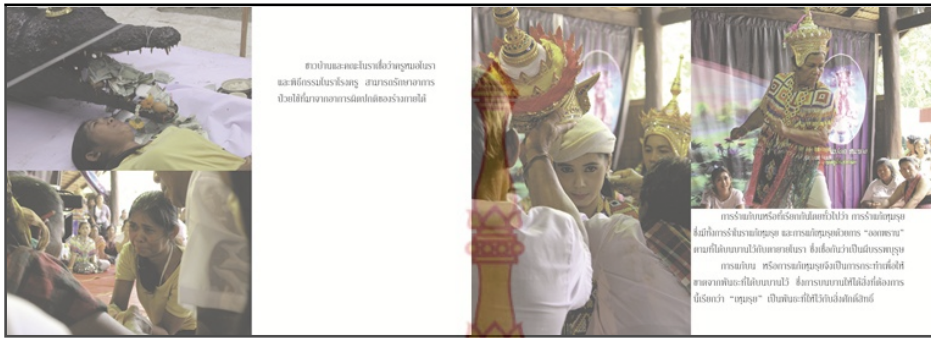 ชาวบ้านและคณะโนราเชื่อว่าครูหมอโนรา
และพิธีกรรมโนราโรงครู สามารถรักษาอาการ
ป่วยไข้ที่มาจากอาการผิดปกติของร่างกายได้
การรำแก้บนหรือที่เรียกกันโดยทั่วไปว่า การรำแก้เหมฺรย
ซึ่งมีทั้งการรำโนราแก้เหมฺรย และการแก้เหมฺรยด้วยการ “ออกพราน”
ตามที่ได้บนบานไว้กับตายายโนรา ซึ่งเชื่อกันว่าเป็นผีบรรพบุรุษ
การแก้บน หรือการแก้เหมฺรยจึงเป็นการกระทำเพื่อให้
ขาดจากพันธะที่ได้บนบานไว้ ซึ่งการบนบานให้ได้สิ่งที่ต้องการ
นี้เรียกว่า “เหมฺรย” เป็นพันธะที่ให้ไว้กับสิ่งศักดิ์สิทธิ์